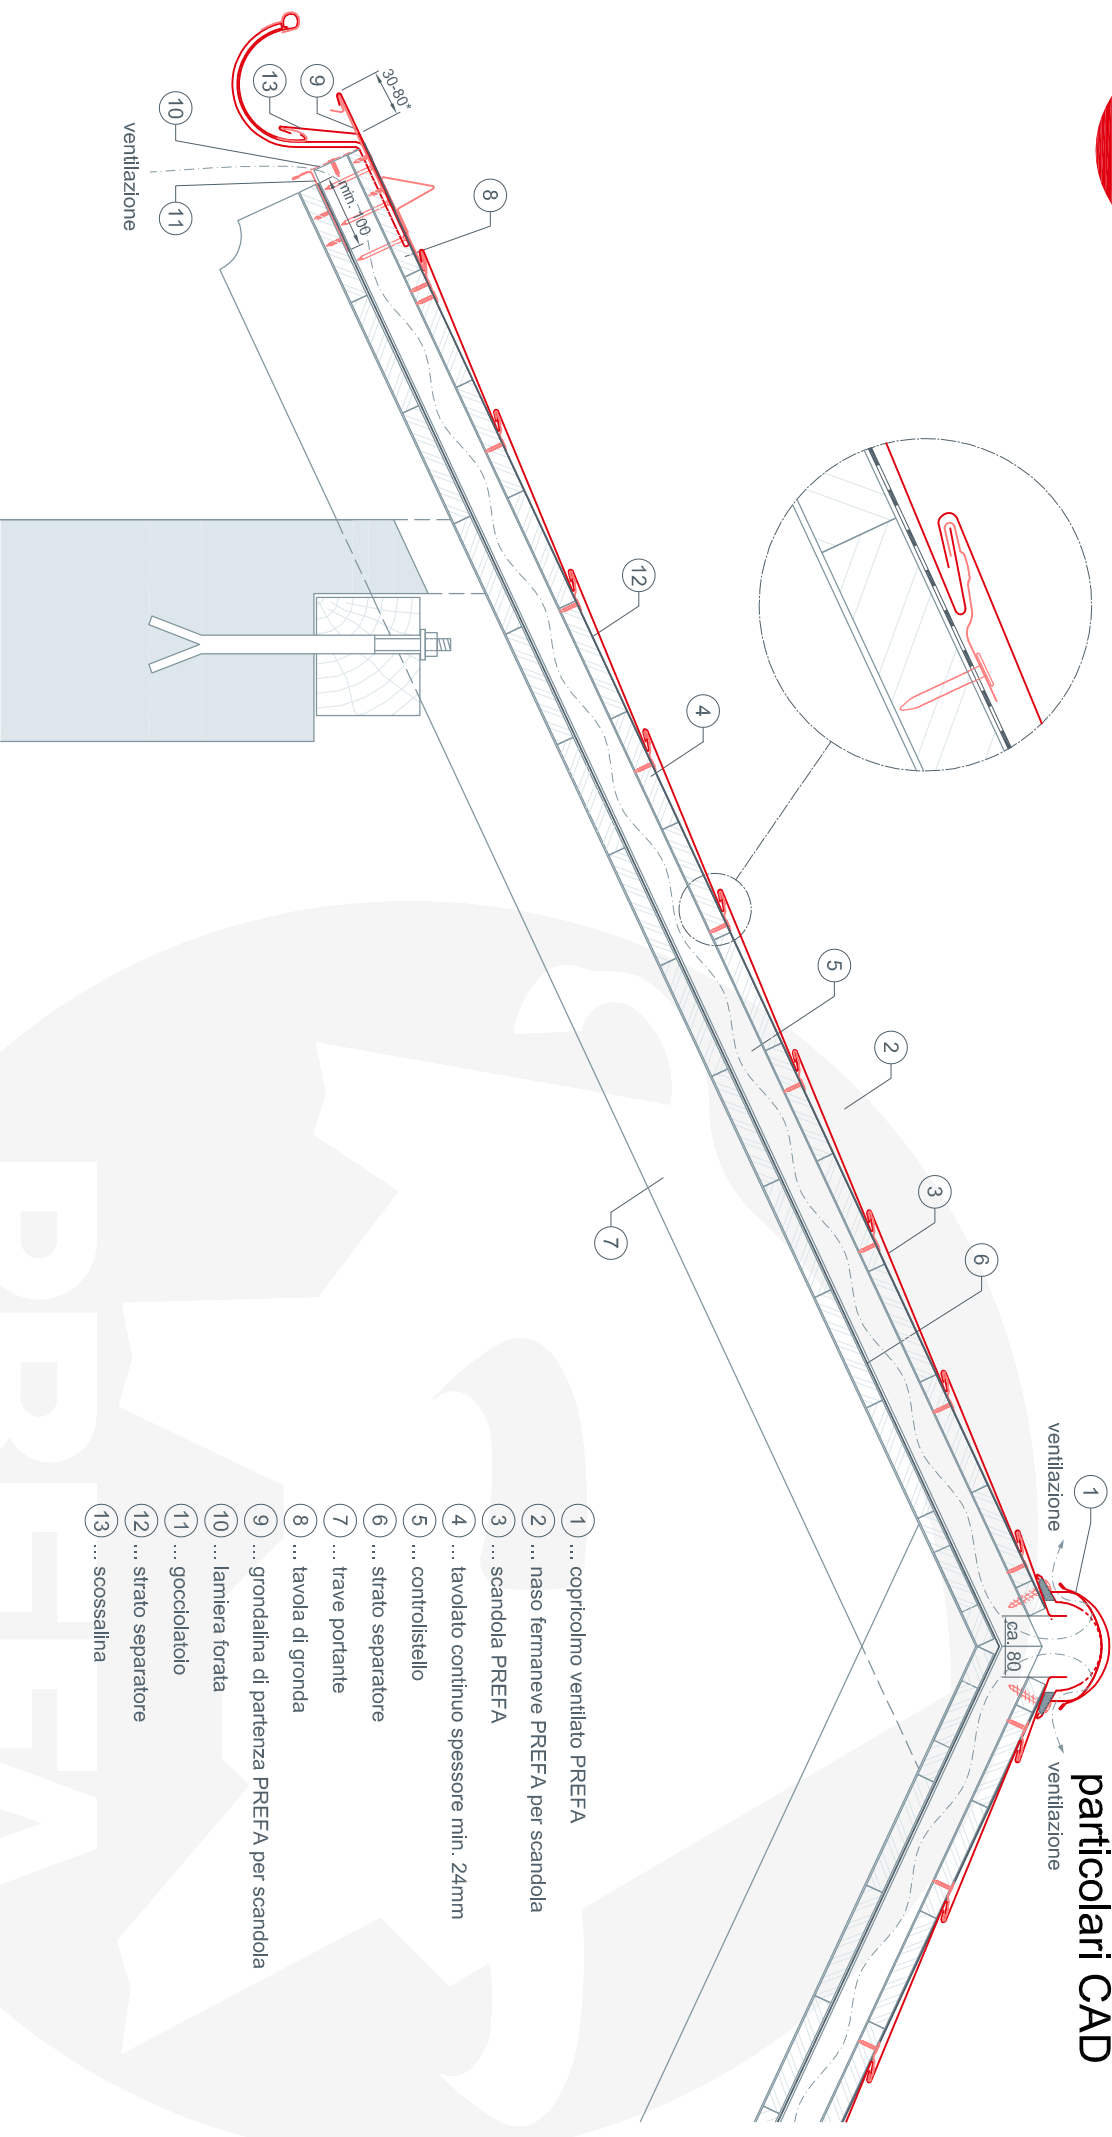 particolari CAD
1
ventilazione
ventilazione
ca. 80
6
3
2
5
4
12
8
7
30-80*
9
13
10
11
min. 100
ventilazione
1 ... copricolmo ventilato PREFA
2 ... naso fermaneve PREFA per scandola
3 ... scandola PREFA
4 ... tavolato continuo spessore min. 24mm
5 ... controlistello
6 ... strato separatore
7 ... trave portante
8 ... tavola di gronda
9 ... grondalina di partenza PREFA per scandola
10 ... lamiera forata
11 ... gocciolatoio
12 ... strato separatore
13 ... scossalina
PREFA